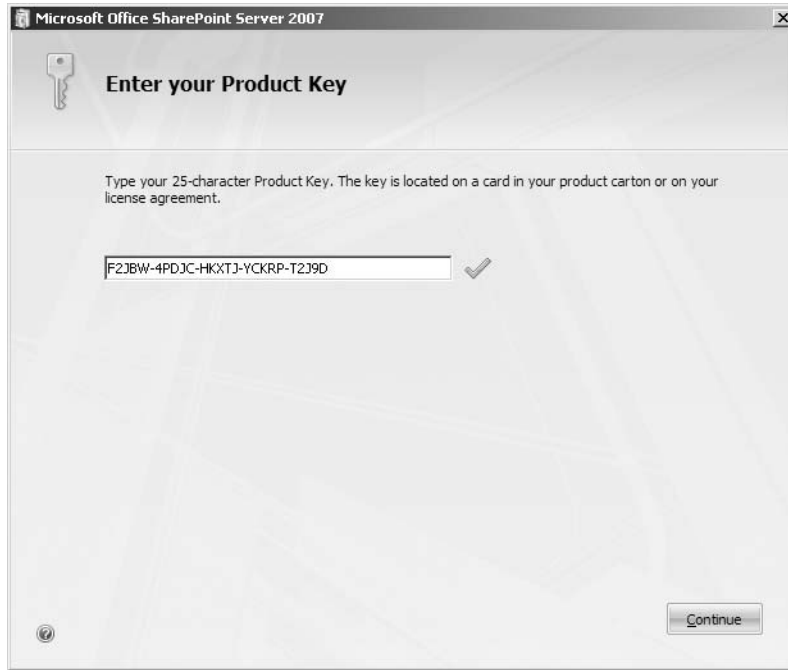 Microsoft Office SharePoint Server 2007
Enter your Product Key
Type your 25-character Product Key. The key is located on a card in your product carton or on your
license agreement.
F2JBW-4PDJC-HKXTJ-YCKRP-T2J9D
Continue